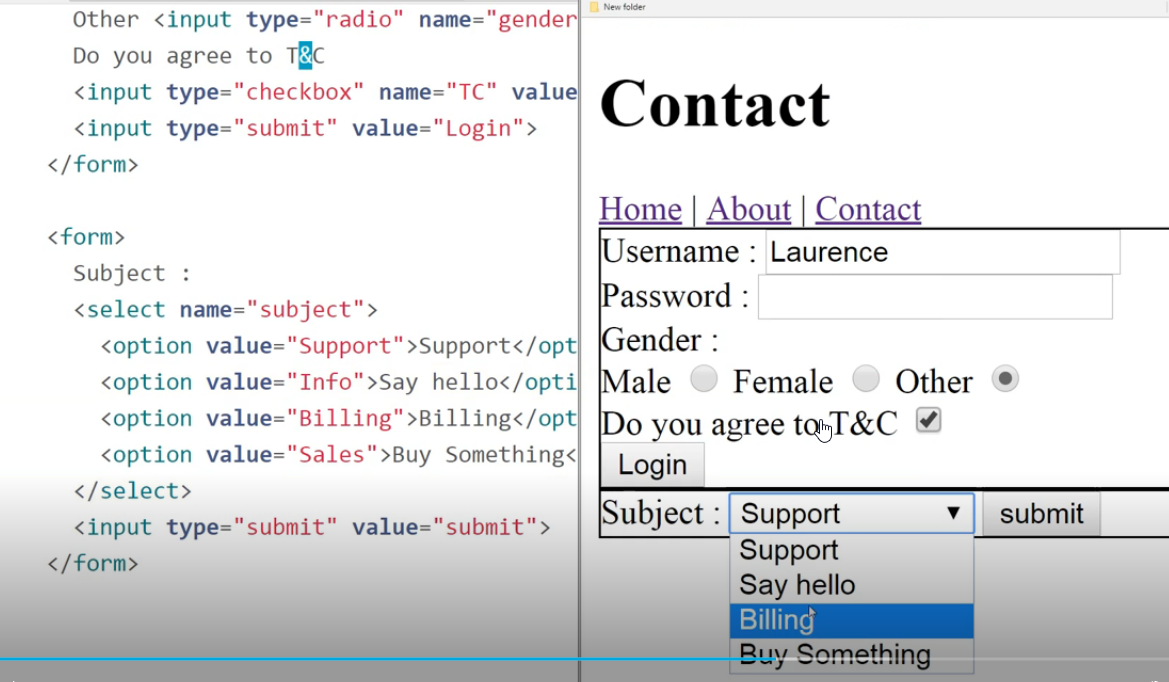 Other <input type="radio" name="gender
Do you agree to T&C
<input type="checkbox" name="TC" value
<input type="submit" value="Login">
</form>
<form>
Subject :
<select name="subject">
<option value="Support">Support</opt
<option value="Info">Say hello</opti
<option value="Billing">Billing</opt
<option value="Sales">Buy Something<
</select>
<input type="submit" value="submit">
</form>
New folder
Contact
Home | About | Contact
Username : Laurence
Password :
Gender :
Male Female Other
Do you agree to T&C
Login
Subject : Support submit
Support
Say hello
Billing
Buy Something